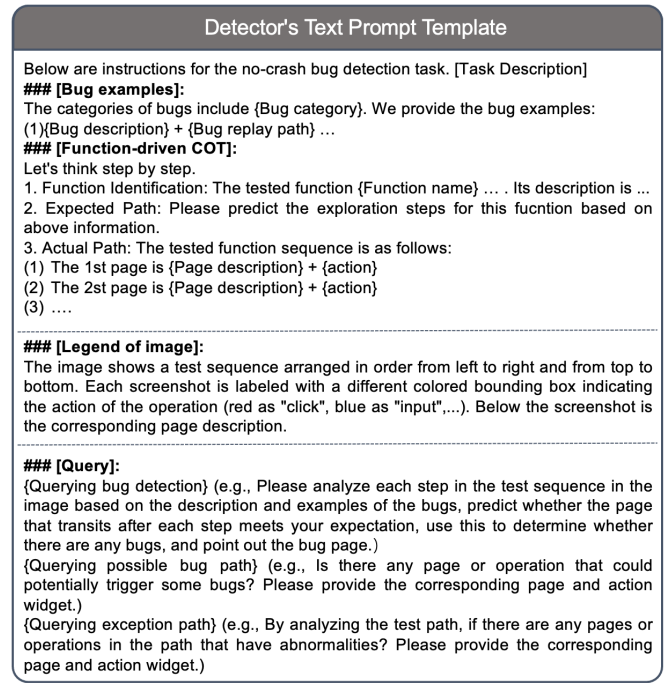 Detector's Text Prompt Template
Below are instructions for the no-crash bug detection task. [Task Description]
### [Bug examples]:
The categories of bugs include {Bug category}. We provide the bug examples:
(1){Bug description} + {Bug replay path} ...
### [Function-driven COT]:
Let's think step by step.
1. Function Identification: The tested function {Function name} ... . Its description is ...
2. Expected Path: Please predict the exploration steps for this fucntion based on
above information.
3. Actual Path: The tested function sequence is as follows:
(1) The 1st page is {Page description} + {action}
(2) The 2st page is {Page description} + {action}
(3) ....
### [Legend of image]:
The image shows a test sequence arranged in order from left to right and from top to
bottom. Each screenshot is labeled with a different colored bounding box indicating
the action of the operation (red as "click", blue as "input",...). Below the screenshot is
the corresponding page description.
### [Query]:
{Querying bug detection} (e.g., Please analyze each step in the test sequence in the
image based on the description and examples of the bugs, predict whether the page
that transits after each step meets your expectation, use this to determine whether
there are any bugs, and point out the bug page.)
{Querying possible bug path} (e.g., Is there any page or operation that could
potentially trigger some bugs? Please provide the corresponding page and action
widget.)
{Querying exception path} (e.g., By analyzing the test path, if there are any pages or
operations in the path that have abnormalities? Please provide the corresponding
page and action widget.)